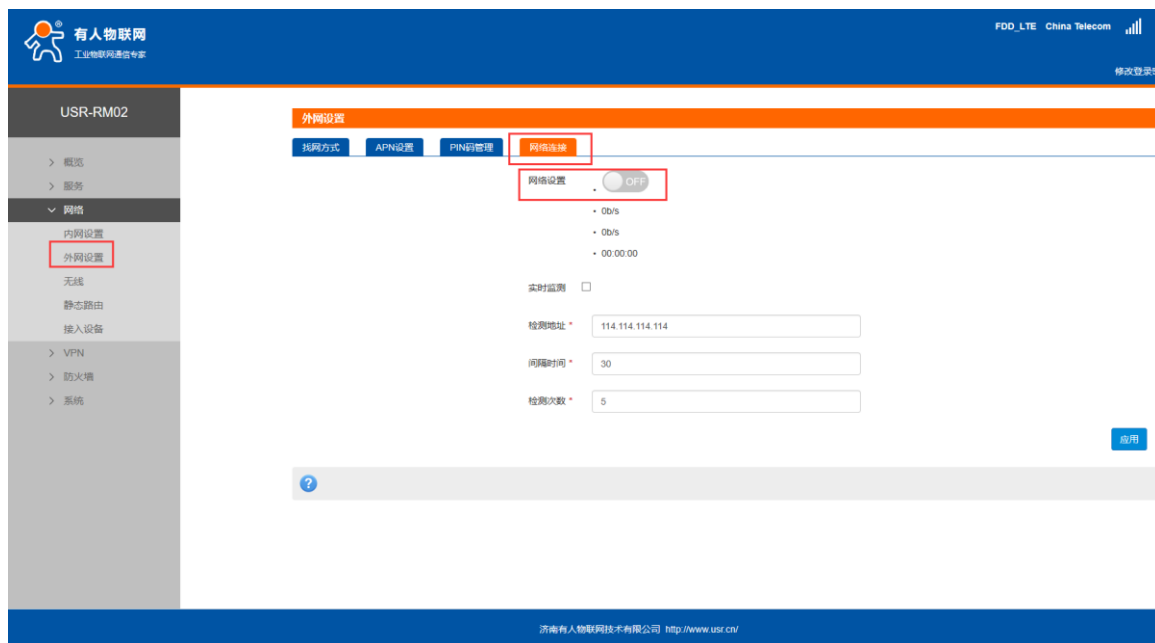 有人物联网
工业物联网通信专家
FDD_LTE China Telecom
修改登录
USR-RM02
> 概览
> 服务
网络
内网设置
外网设置
无线
静态路由
接入设备
> VPN
> 防火墙
> 系统
外网设置
找网方式 APN设置 PIN码管理 网络连接
网络设置 OFF
• 0b/s
• 0b/s
• 00:00:00
实时监测
检测地址 * 114.114.114.114
间隔时间 * 30
检测次数 * 5
应用
?
济南有人物联网技术有限公司 http://www.usr.cn/